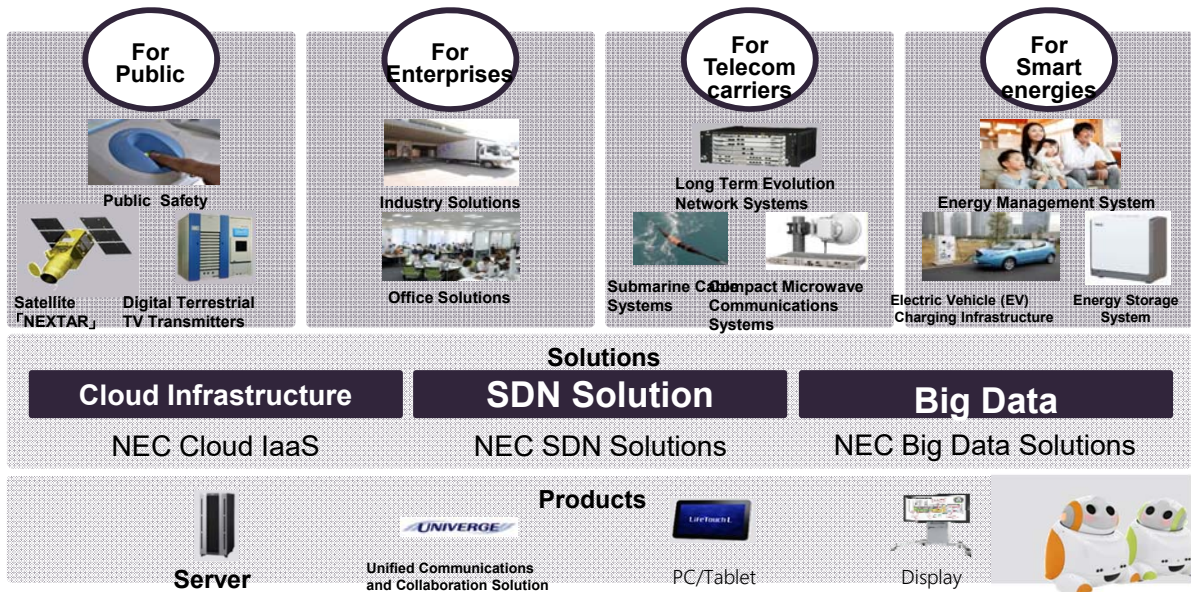 For
Public
For
Enterprises
For
Telecom
carriers
For
Smart
energies
Public Safety
Satellite
「NEXTAR」
Digital Terrestrial
TV Transmitters
Industry Solutions
Office Solutions
Long Term Evolution
Network Systems
Submarine Cable
Systems
Compact Microwave
Communications
Systems
Energy Management System
Electric Vehicle (EV)
Charging Infrastructure
Energy Storage
System
Solutions
Cloud Infrastructure
SDN Solution
Big Data
NEC Cloud IaaS
NEC SDN Solutions
NEC Big Data Solutions
Products
Server
UNIVERGE
Unified Communications
and Collaboration Solution
LifeTouch L
PC/Tablet
Display